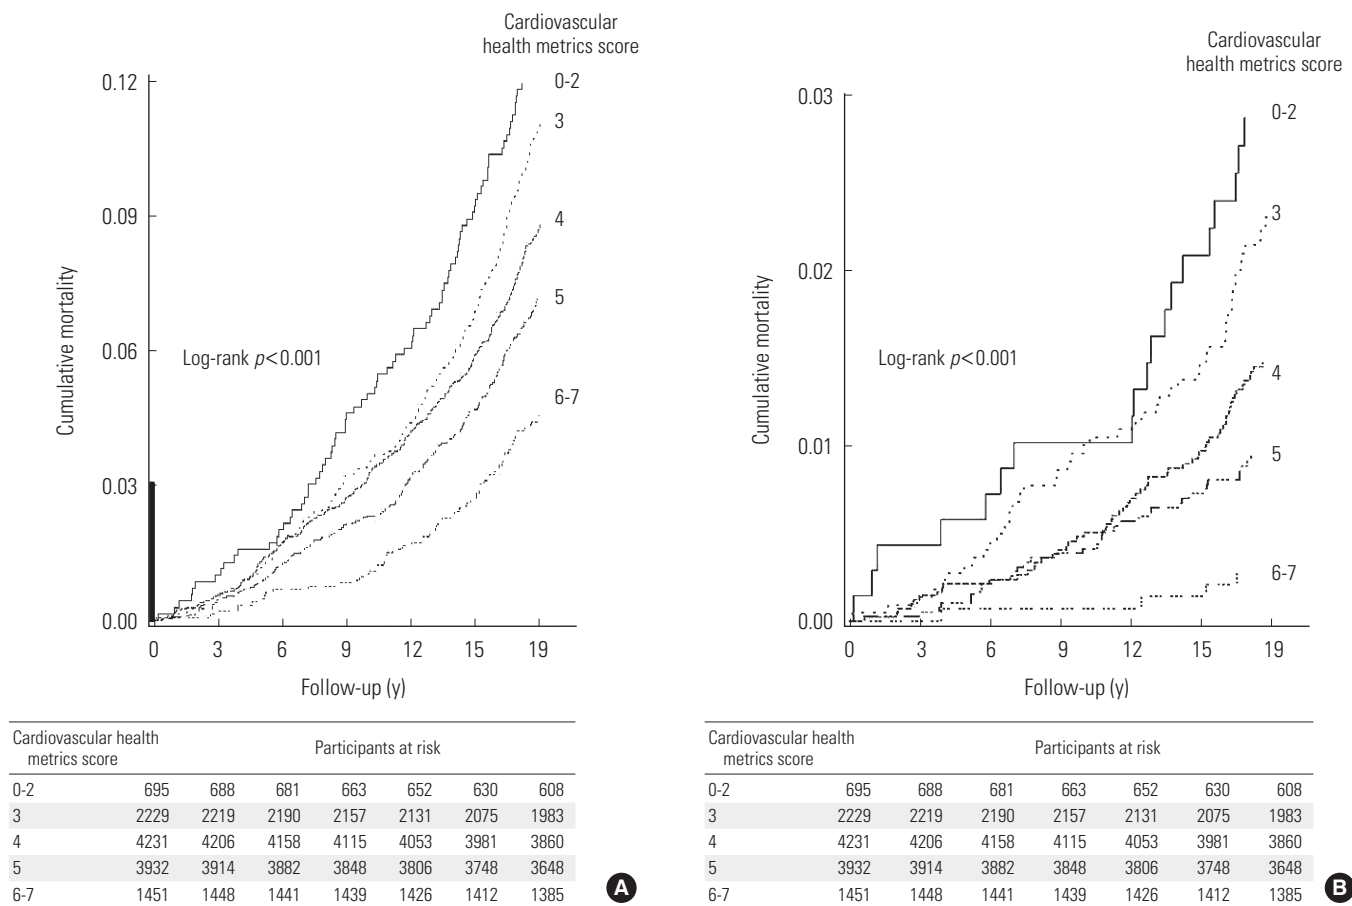 Cardiovascular
health metrics score
0.12
0-2
3
0.09
4
Cumulative mortality
5
0.06
Log-rank p<0.001
6-7
0.03
0.00
0 3 6 9 12 15 19
Follow-up (y)
Cardiovascular health
metrics score
Participants at risk
0-2 695 688 681 663 652 630 608
3 2229 2219 2190 2157 2131 2075 1983
4 4231 4206 4158 4115 4053 3981 3860
5 3932 3914 3882 3848 3806 3748 3648
6-7 1451 1448 1441 1439 1426 1412 1385
A
Cardiovascular
health metrics score
0.03
0-2
3
0.02
Cumulative mortality
Log-rank p<0.001
4
0.01
5
6-7
0.00
0 3 6 9 12 15 19
Follow-up (y)
Cardiovascular health
metrics score
Participants at risk
0-2 695 688 681 663 652 630 608
3 2229 2219 2190 2157 2131 2075 1983
4 4231 4206 4158 4115 4053 3981 3860
5 3932 3914 3882 3848 3806 3748 3648
6-7 1451 1448 1441 1439 1426 1412 1385
B